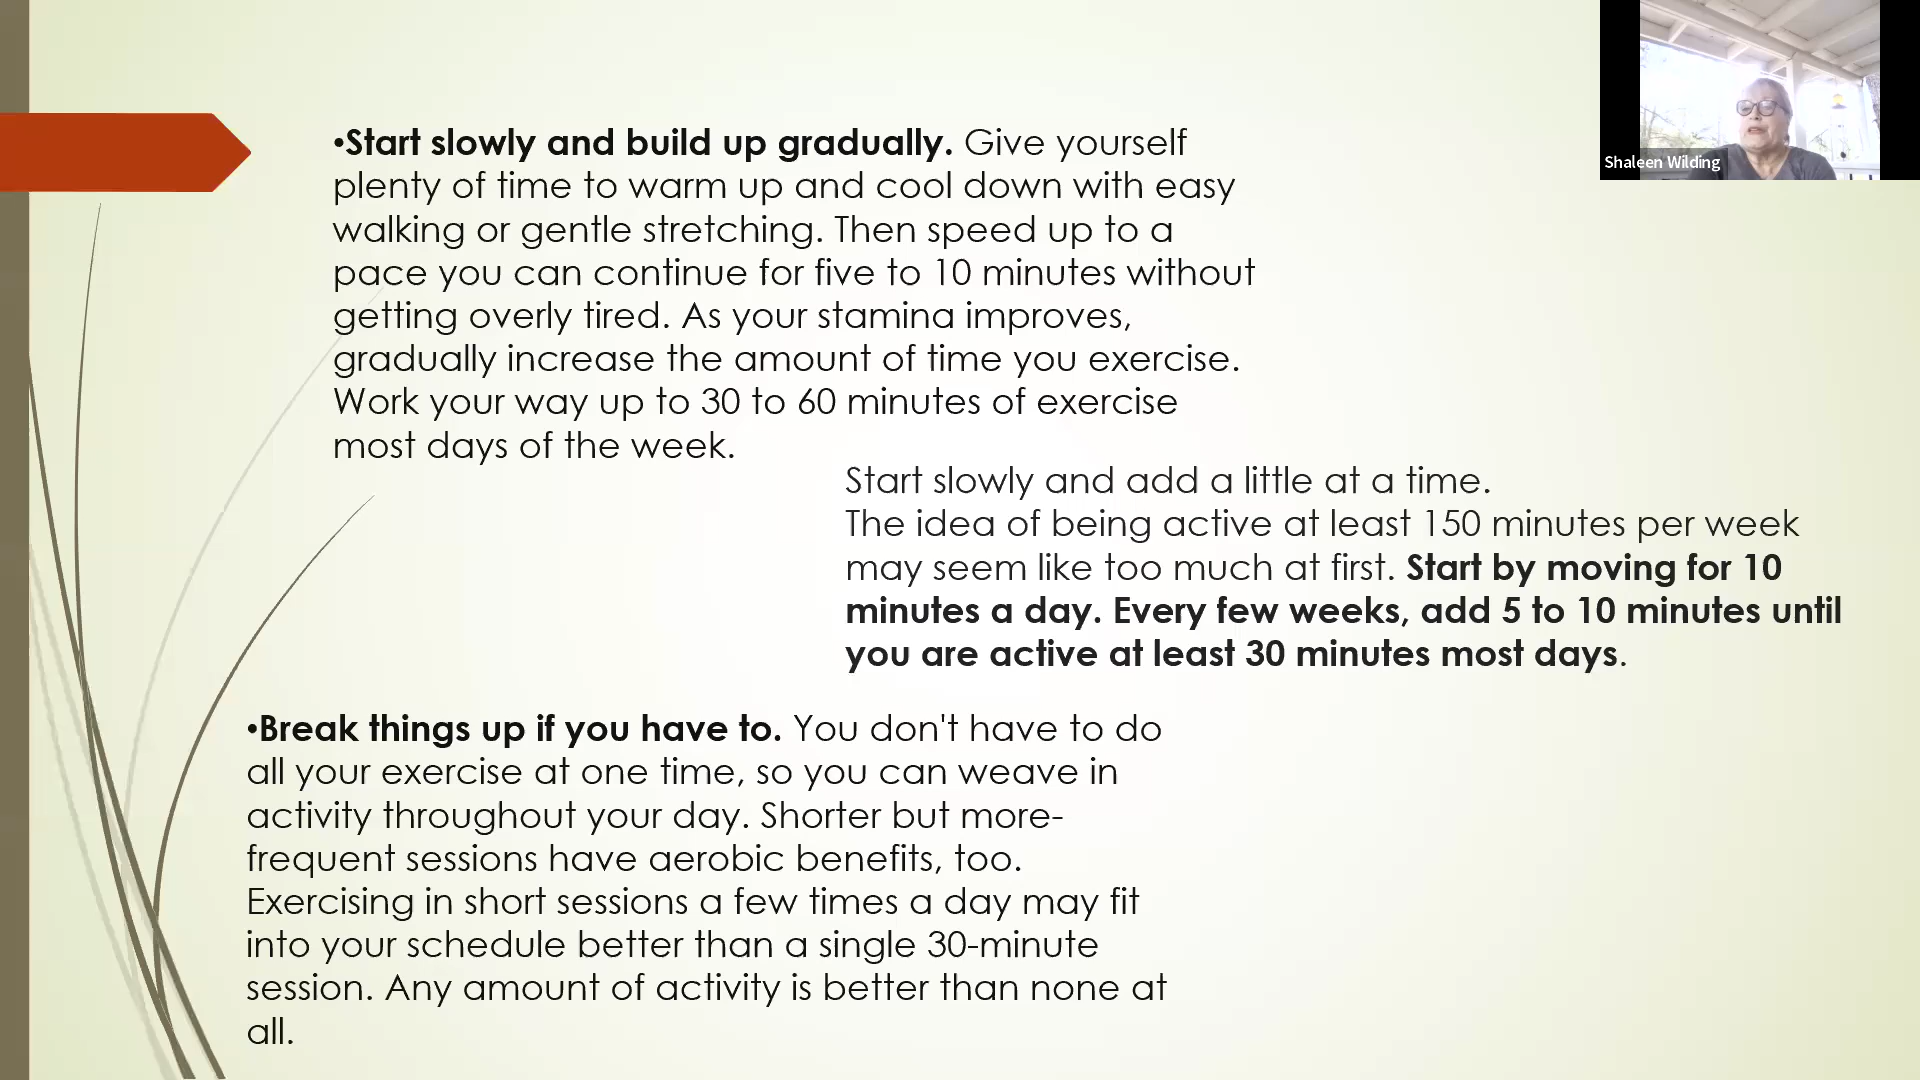 •Start slowly and build up gradually. Give yourself
plenty of time to warm up and cool down with easy
walking or gentle stretching. Then speed up to a
pace you can continue for five to 10 minutes without
getting overly tired. As your stamina improves,
gradually increase the amount of time you exercise.
Work your way up to 30 to 60 minutes of exercise
most days of the week.
Start slowly and add a little at a time.
The idea of being active at least 150 minutes per week
may seem like too much at first. Start by moving for 10
minutes a day. Every few weeks, add 5 to 10 minutes until
you are active at least 30 minutes most days.
•Break things up if you have to. You don't have to do
all your exercise at one time, so you can weave in
activity throughout your day. Shorter but more-
frequent sessions have aerobic benefits, too.
Exercising in short sessions a few times a day may fit
into your schedule better than a single 30-minute
session. Any amount of activity is better than none at
all.
Shaleen Wilding